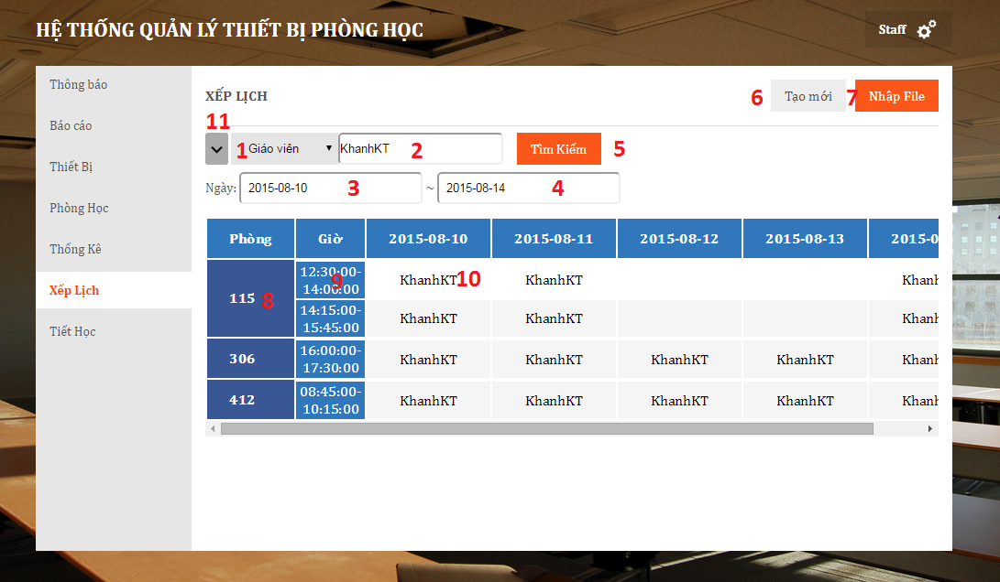 HỆ THỐNG QUẢN LÝ THIẾT BỊ PHÒNG HỌC
Staff
Thông báo
Báo cáo
Thiết Bị
Phòng Học
Thống Kê
Xếp Lịch
Tiết Học
XẾP LỊCH
6 Tạo mới 7 Nhập File
11
1 Giáo viên KhanhKT 2 Tìm Kiếm 5
Ngày: 2015-08-10 3 ~ 2015-08-14 4
Phòng Giờ 2015-08-10 2015-08-11 2015-08-12 2015-08-13 2015-0
115 8 12:30:00-14:00:00 9 KhanhKT 10 KhanhKT Khanh
14:15:00-15:45:00 KhanhKT KhanhKT Khanh
306 16:00:00-17:30:00 KhanhKT KhanhKT KhanhKT KhanhKT Khanh
412 08:45:00-10:15:00 KhanhKT KhanhKT KhanhKT KhanhKT Khanh